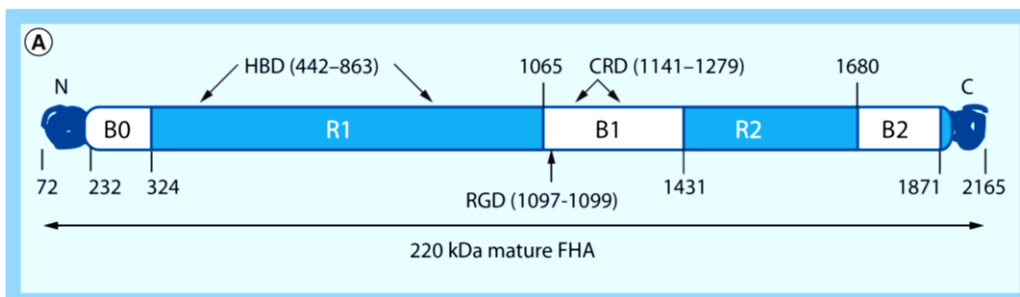 A
HBD (442–863)
1065
CRD (1141–1279)
1680
N
C
B0
R1
B1
R2
B2
72
232
324
1431
1871
2165
RGD (1097-1099)
220 kDa mature FHA